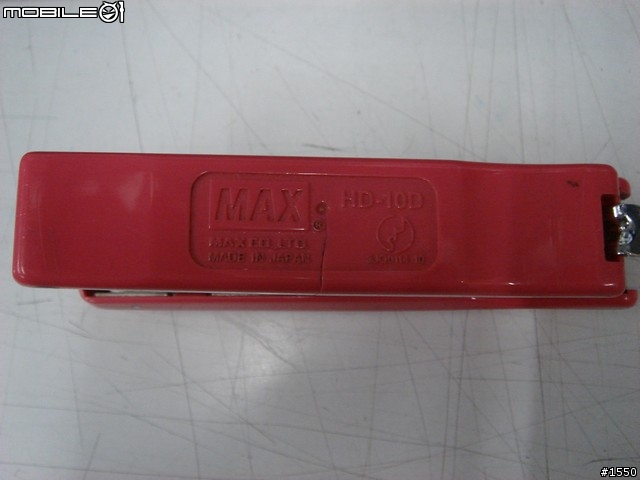 MOBILE01
MAX
HD-10D
MAX CO.,LTD.
MADE IN JAPAN
#1550